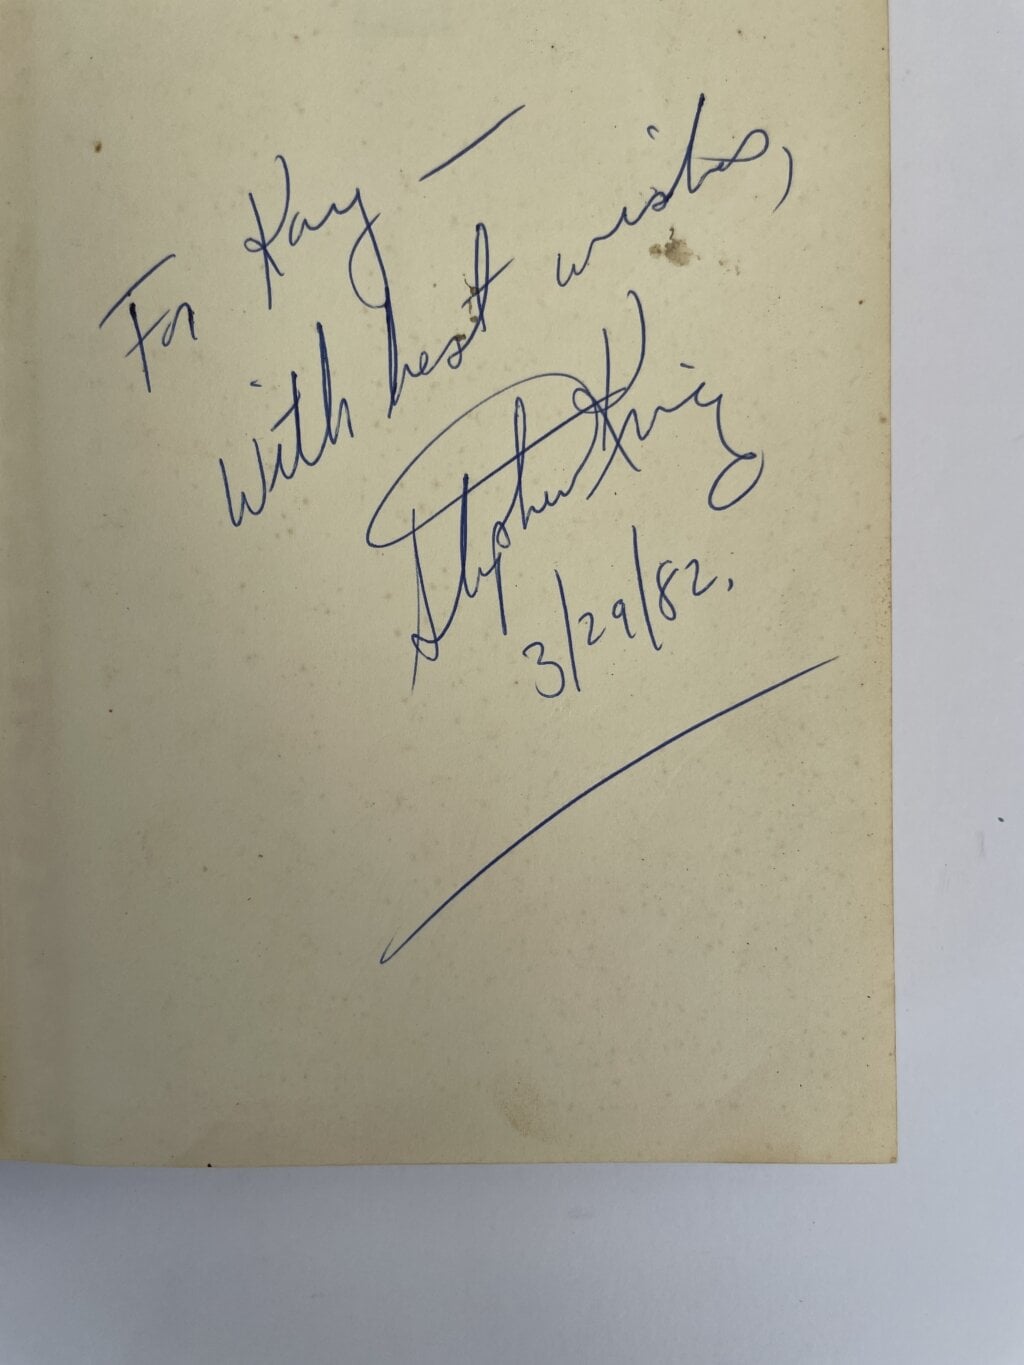 For Kay —
With best wishes,
Stephen King
3/29/82.